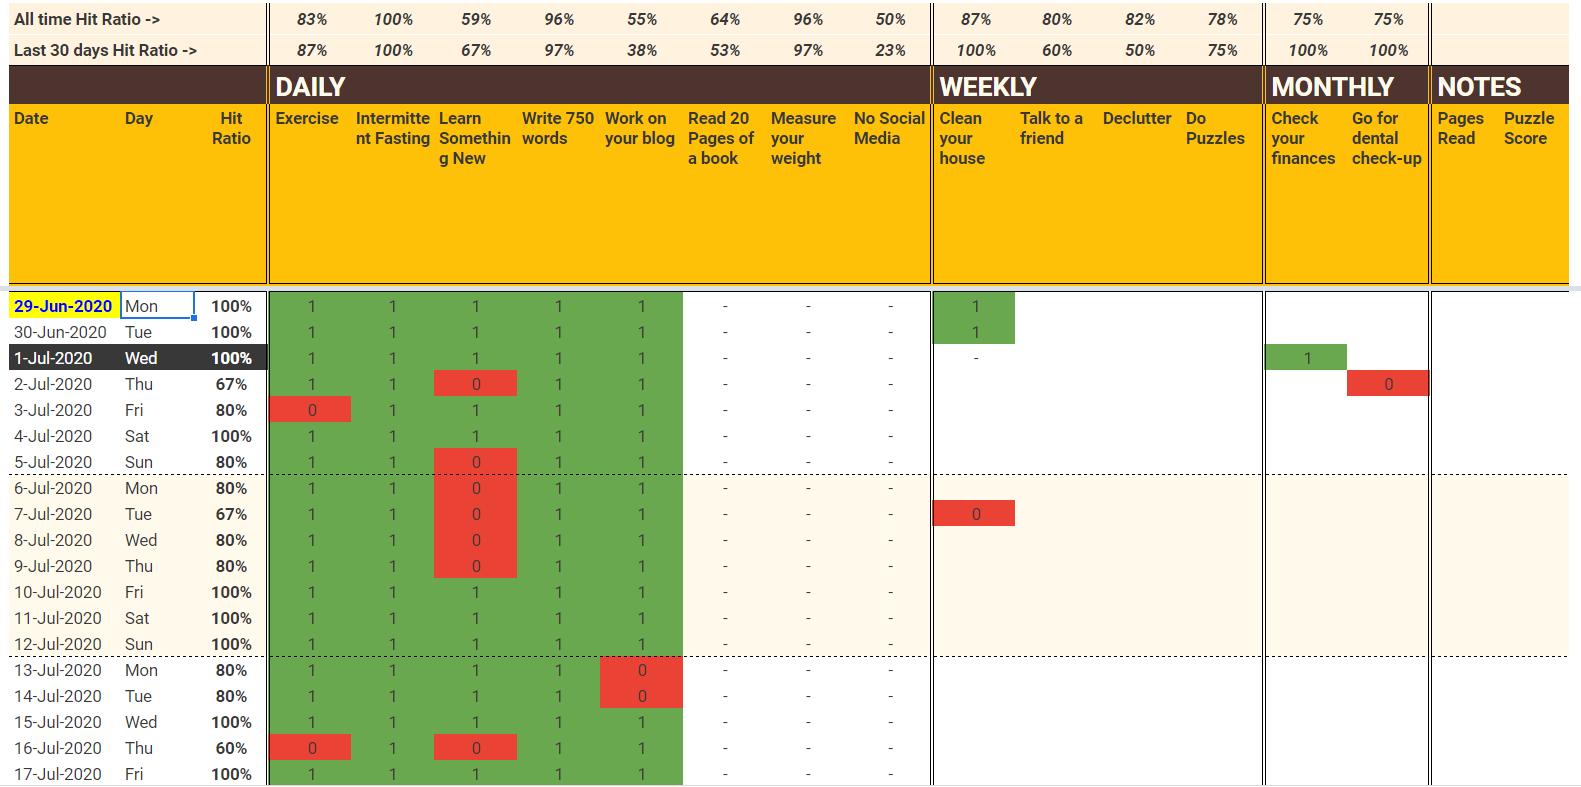 All time Hit Ratio -> 83% 100% 59% 96% 55% 64% 96% 50% 87% 80% 82% 78% 75% 75%
Last 30 days Hit Ratio -> 87% 100% 67% 97% 38% 53% 97% 23% 100% 60% 50% 75% 100% 100%
DAILY WEEKLY MONTHLY NOTES
Date Day Hit Exercise Intermitte Learn Write 750 Work on Read 20 Measure No Social Clean Talk to a Declutter Do Check Go for Pages Puzzle
Ratio nt Fasting Somethin words your blog Pages of your Media your friend Puzzles your dental Read Score
g New a book weight house finances check-up
29-Jun-2020 Mon 100% 1 1 1 1 1 - - - 1
30-Jun-2020 Tue 100% 1 1 1 1 1 - - - 1
1-Jul-2020 Wed 100% 1 1 1 1 1 - - - - 1
2-Jul-2020 Thu 67% 1 1 0 1 1 - - - 0
3-Jul-2020 Fri 80% 0 1 1 1 1 - - -
4-Jul-2020 Sat 100% 1 1 1 1 1 - - -
5-Jul-2020 Sun 80% 1 1 0 1 1 - - -
6-Jul-2020 Mon 80% 1 1 0 1 1 - - -
7-Jul-2020 Tue 67% 1 1 0 1 1 - - - 0
8-Jul-2020 Wed 80% 1 1 0 1 1 - - -
9-Jul-2020 Thu 80% 1 1 0 1 1 - - -
10-Jul-2020 Fri 100% 1 1 1 1 1 - - -
11-Jul-2020 Sat 100% 1 1 1 1 1 - - -
12-Jul-2020 Sun 100% 1 1 1 1 1 - - -
13-Jul-2020 Mon 80% 1 1 1 1 0 - - -
14-Jul-2020 Tue 80% 1 1 1 1 0 - - -
15-Jul-2020 Wed 100% 1 1 1 1 1 - - -
16-Jul-2020 Thu 60% 0 1 0 1 1 - - -
17-Jul-2020 Fri 100% 1 1 1 1 1 - - -